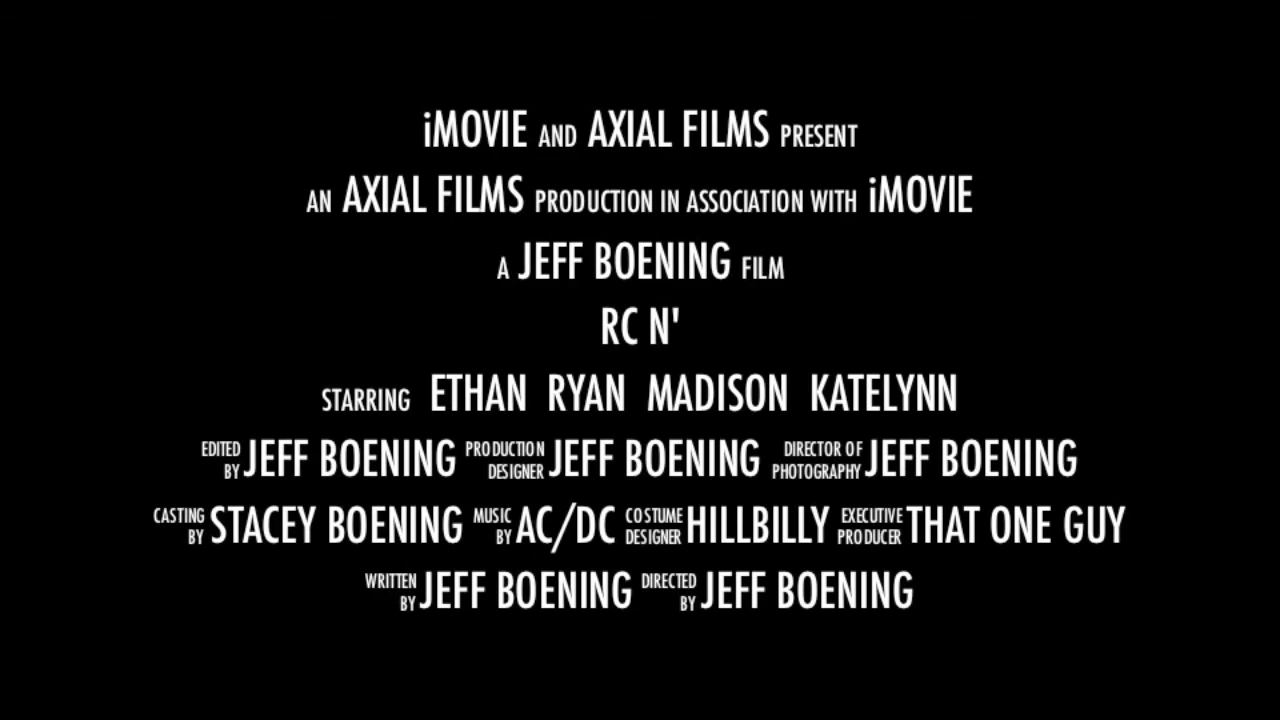 iMOVIE AND AXIAL FILMS PRESENT
AN AXIAL FILMS PRODUCTION IN ASSOCIATION WITH iMOVIE
A JEFF BOENING FILM
RC N'
STARRING ETHAN RYAN MADISON KATELYNN
EDITED BY JEFF BOENING PRODUCTION DESIGNER JEFF BOENING DIRECTOR OF PHOTOGRAPHY JEFF BOENING
CASTING BY STACEY BOENING MUSIC BY AC/DC COSTUME DESIGNER HILLBILLY EXECUTIVE PRODUCER THAT ONE GUY
WRITTEN BY JEFF BOENING DIRECTED BY JEFF BOENING